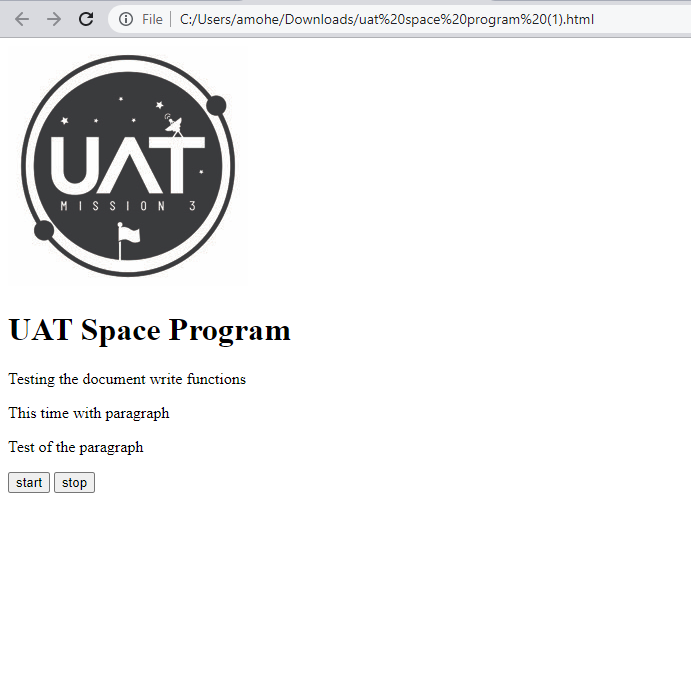 File | C:/Users/amohe/Downloads/uat%20space%20program%20(1).html
UAT
MISSION 3
UAT Space Program
Testing the document write functions
This time with paragraph
Test of the paragraph
start stop